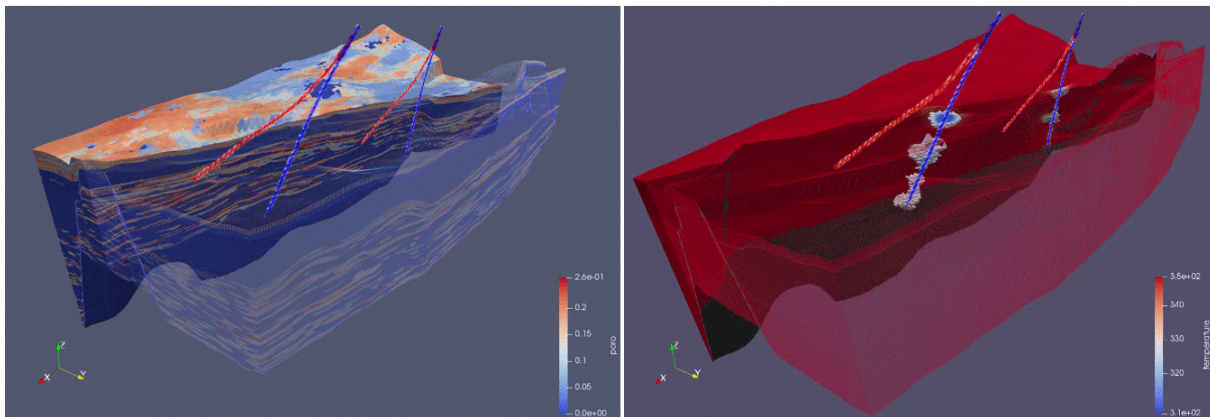 2.6e-01
0.2
0.15
0.1
0.05
0.0e+00
poro
Z
X
Y
3.5e+02
340
330
320
3.1e+02
temperature
Z
X
Y